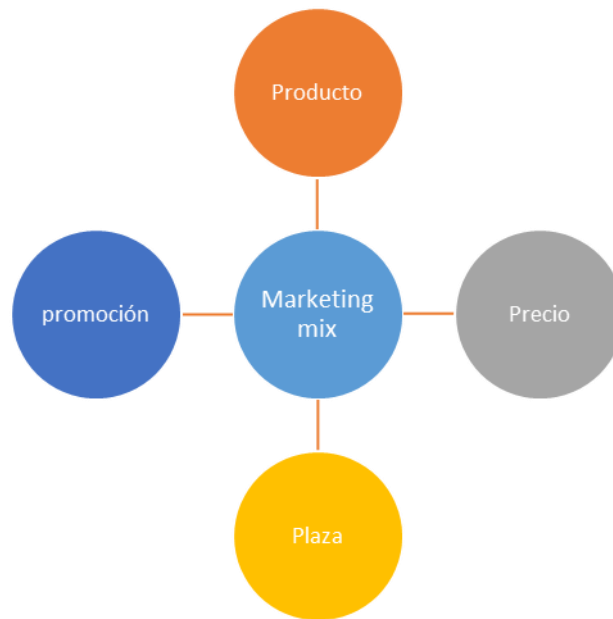 Producto
promoción
Marketing
mix
Precio
Plaza